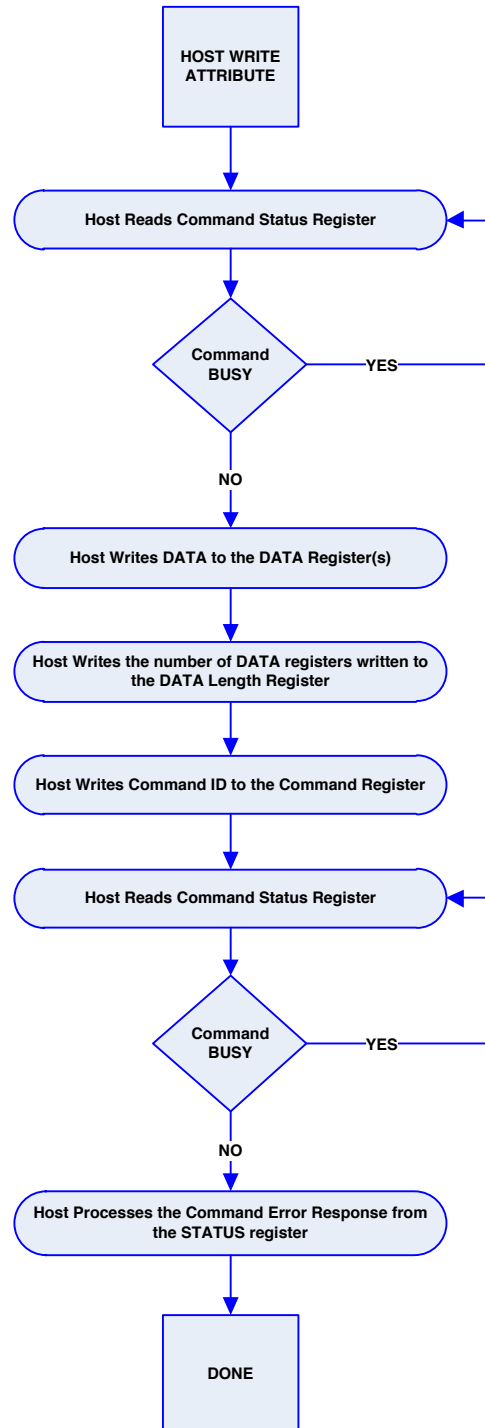 HOST WRITE
ATTRIBUTE
Host Reads Command Status Register
Command
BUSY
YES
NO
Host Writes DATA to the DATA Register(s)
Host Writes the number of DATA registers written to
the DATA Length Register
Host Writes Command ID to the Command Register
Host Reads Command Status Register
Command
BUSY
YES
NO
Host Processes the Command Error Response from
the STATUS register
DONE